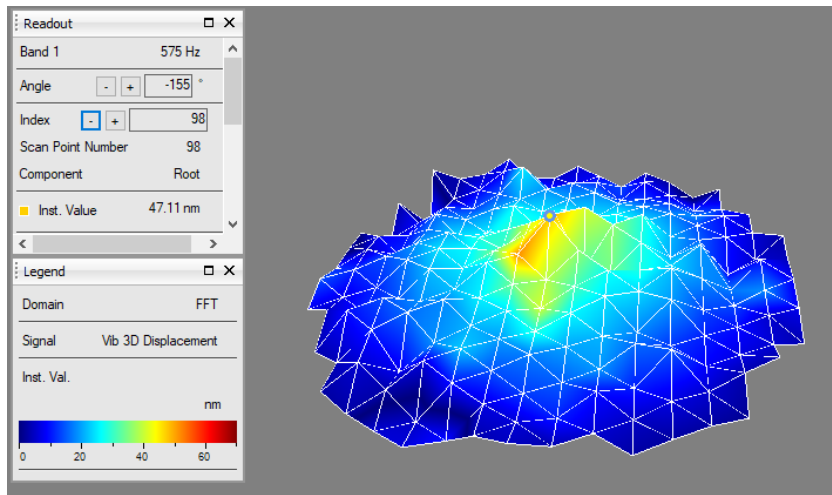 Readout
Band 1 575 Hz
Angle - + -155 °
Index - + 98
Scan Point Number 98
Component Root
Inst. Value 47.11 nm
Legend
Domain FFT
Signal Vib 3D Displacement
Inst. Val.
nm
0 20 40 60